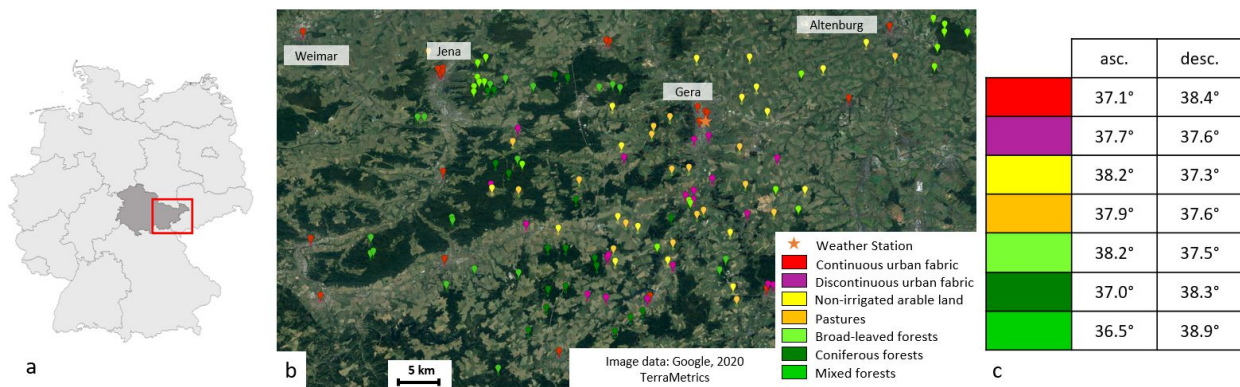 Weimar
Jena
Altenburg
Gera
Weather Station
Continuous urban fabric
Discontinuous urban fabric
Non-irrigated arable land
Pastures
Broad-leaved forests
Coniferous forests
Mixed forests
5 km
Image data: Google, 2020
TerraMetrics
asc. desc.
37.1° 38.4°
37.7° 37.6°
38.2° 37.3°
37.9° 37.6°
38.2° 37.5°
37.0° 38.3°
36.5° 38.9°
a
b
c